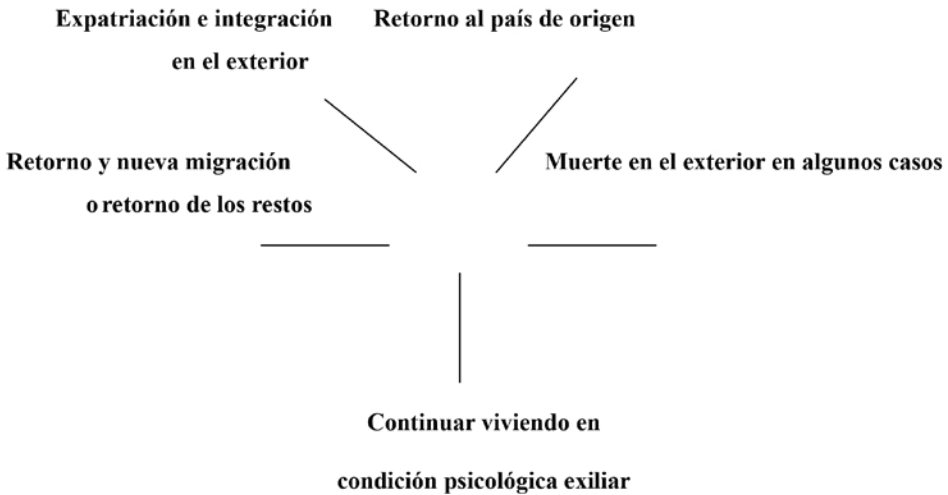 Expatriación e integración
en el exterior
Retorno al país de origen
Retorno y nueva migración
o retorno de los restos
Muerte en el exterior en algunos casos
Continuar viviendo en
condición psicológica exiliar